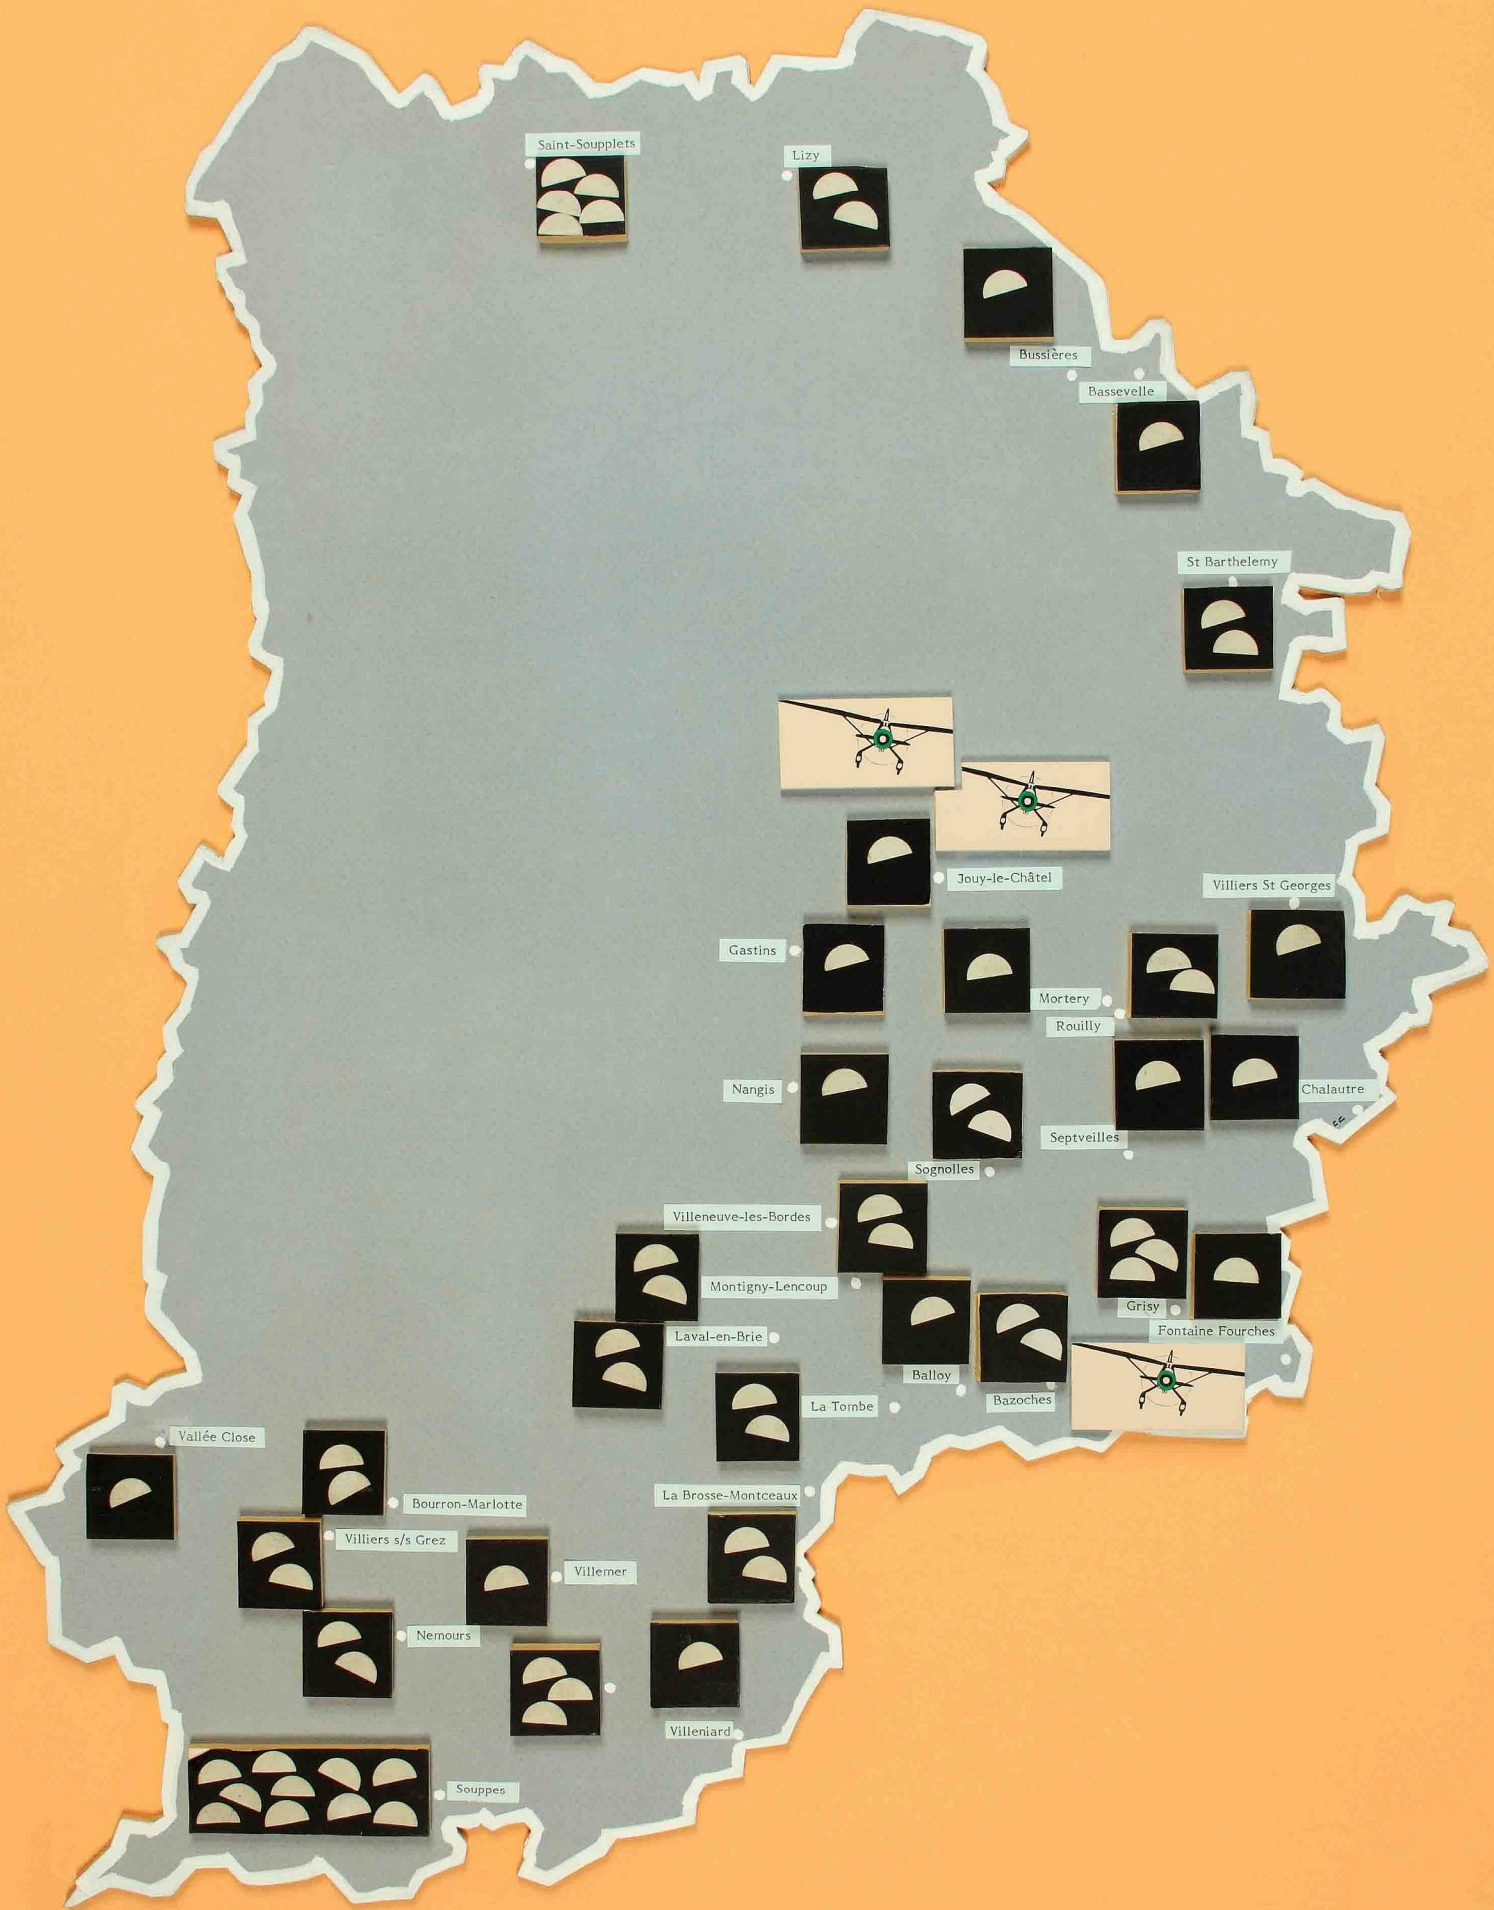 Saint-Soupplets
Lizy
Bussières
Bassevelle
St Barthelemy
Jouy-le-Châtel
Villiers St Georges
Gastins
Mortery
Rouilly
Nangis
Chalautre
Septveilles
Sognolles
Villeneuve-les-Bordes
Montigny-Lencoup
Grisy
Fontaine Fourches
Laval-en-Brie
Balloy
Bazoches
La Tombe
Vallée Close
La Brosse-Montceaux
Bourron-Marlotte
Villiers s/s Grez
Villemer
Nemours
Villeniard
Souppes